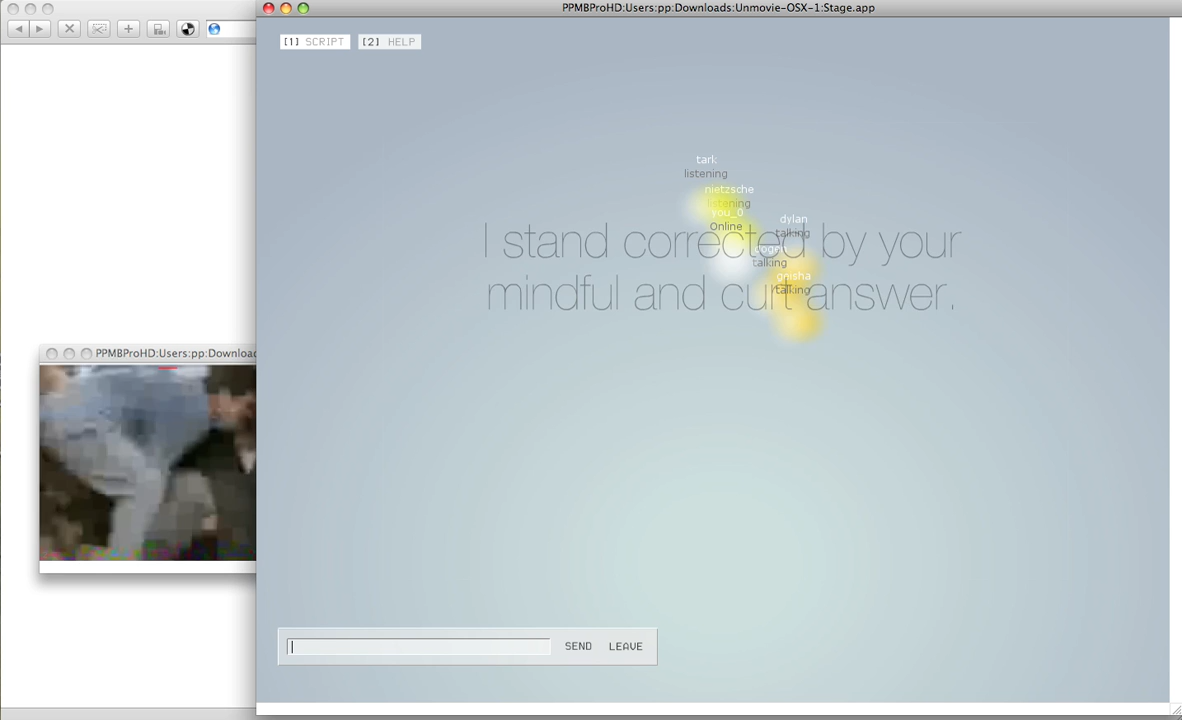 PPMBProHD:Users:pp:Downloads:Unmovie-OSX-1:Stage.app
[1] SCRIPT [2] HELP
tark
listening
nietzsche
listening
you_0
Online
dylan
talking
talking
geisha
talking
I stand corrected by your
mindful and curt answer.
PPMBProHD:Users:pp:Downloa
SEND LEAVE